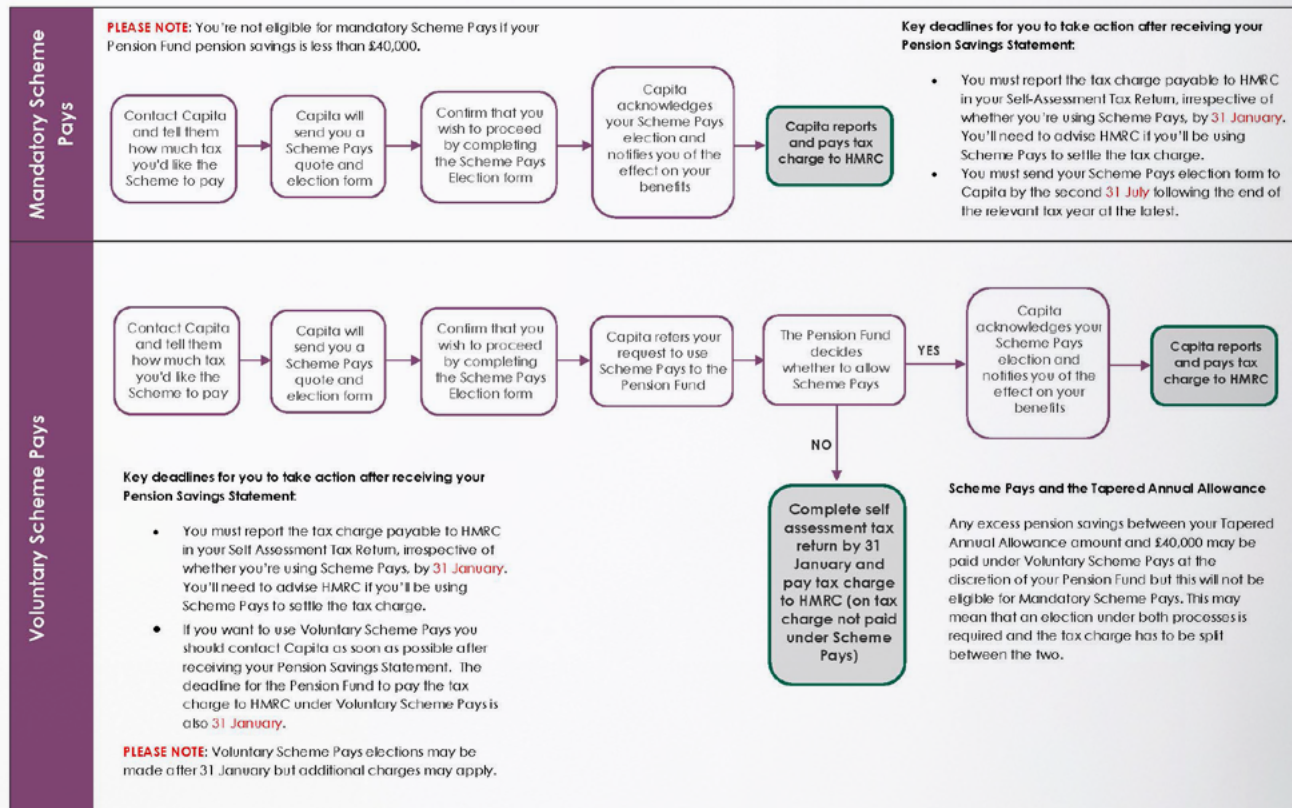 Mandatory Scheme
Pays
PLEASE NOTE: You're not eligible for mandatory Scheme Pays if your
Pension Fund pension savings is less than £40,000.
Contact Capita
and tell them
how much tax
you'd like the
Scheme to pay
Capita will
send you a
Scheme Pays
quote and
election form
Confirm that you
wish to proceed
by completing
the Scheme Pays
Election form
Capita
acknowledges
your Scheme Pays
election and
notifies you of the
effect on your
benefits
Capita reports
and pays tax
charge to HMRC
Key deadlines for you to take action after receiving your
Pension Savings Statement:
• You must report the tax charge payable to HMRC
in your Self-Assessment Tax Return, irrespective of
whether you're using Scheme Pays, by 31 January.
You'll need to advise HMRC if you'll be using
Scheme Pays to settle the tax charge.
• You must send your Scheme Pays election form to
Capita by the second 31 July following the end of
the relevant tax year at the latest.
Voluntary Scheme Pays
Contact Capita
and tell them
how much tax
you'd like the
Scheme to pay
Capita will
send you a
Scheme Pays
quote and
election form
Confirm that you
wish to proceed
by completing
the Scheme Pays
Election form
Capita refers your
request to use
Scheme Pays to the
Pension Fund
The Pension Fund
decides
whether to allow
Scheme Pays
YES
Capita
acknowledges your
Scheme Pays
election and
notifies you of the
effect on your
benefits
Capita reports
and pays tax
charge to HMRC
NO
Complete self
assessment tax
return by 31
January and
pay tax charge
to HMRC (on tax
charge not paid
under Scheme
Pays)
Key deadlines for you to take action after receiving your
Pension Savings Statement:
• You must report the tax charge payable to HMRC
in your Self Assessment Tax Return, irrespective of
whether you're using Scheme Pays, by 31 January.
You'll need to advise HMRC if you'll be using
Scheme Pays to settle the tax charge.
• If you want to use Voluntary Scheme Pays you
should contact Capita as soon as possible after
receiving your Pension Savings Statement. The
deadline for the Pension Fund to pay the tax
charge to HMRC under Voluntary Scheme Pays is
also 31 January.
PLEASE NOTE: Voluntary Scheme Pays elections may be
made after 31 January but additional charges may apply.
Scheme Pays and the Tapered Annual Allowance
Any excess pension savings between your Tapered
Annual Allowance amount and £40,000 may be
paid under Voluntary Scheme Pays at the
discretion of your Pension Fund but this will not be
eligible for Mandatory Scheme Pays. This may
mean that an election under both processes is
required and the tax charge has to be split
between the two.